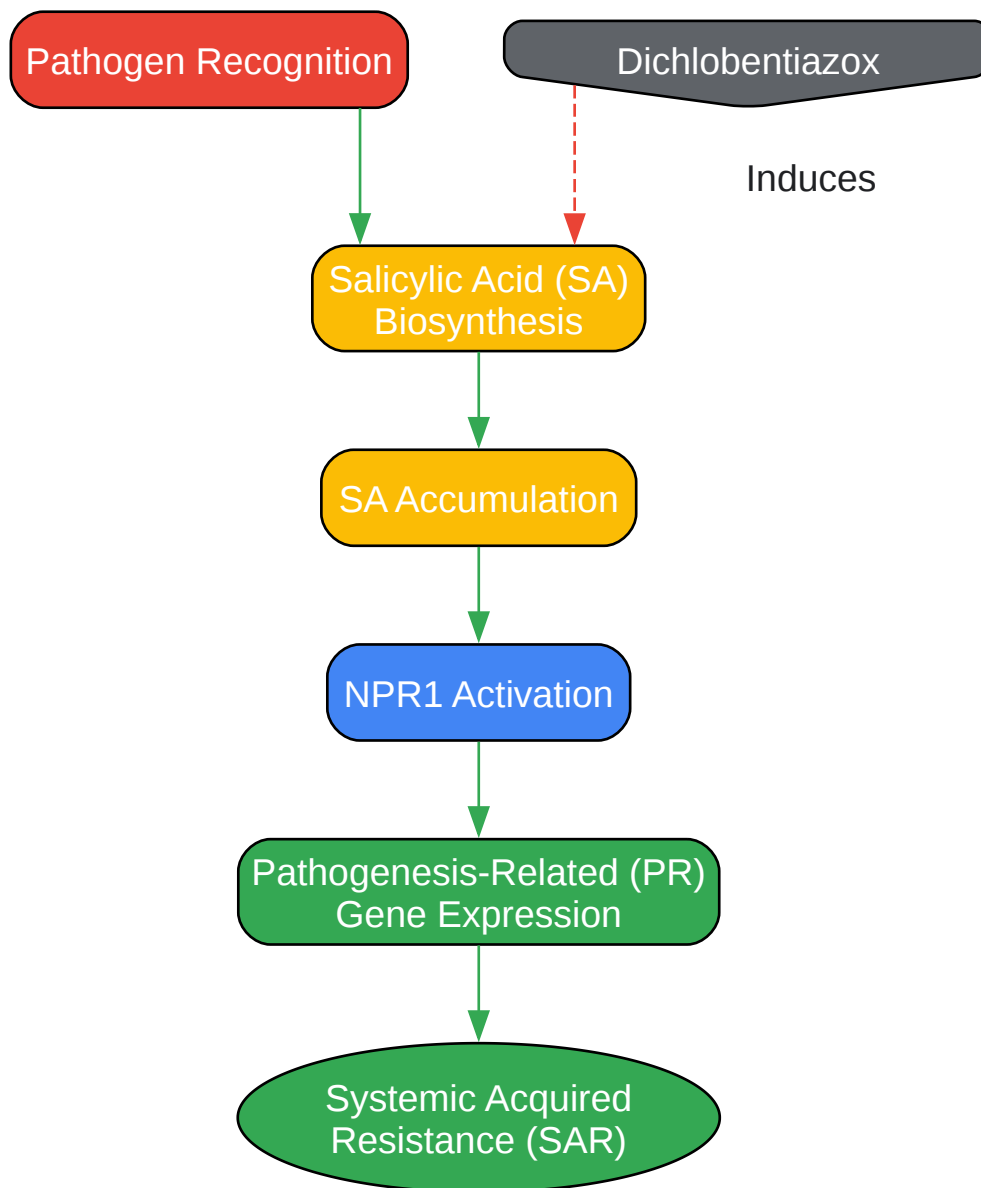 Pathogen Recognition
Dichlobentiazox
Induces
Salicylic Acid (SA)
Biosynthesis
SA Accumulation
NPR1 Activation
Pathogenesis-Related (PR)
Gene Expression
Systemic Acquired
Resistance (SAR)